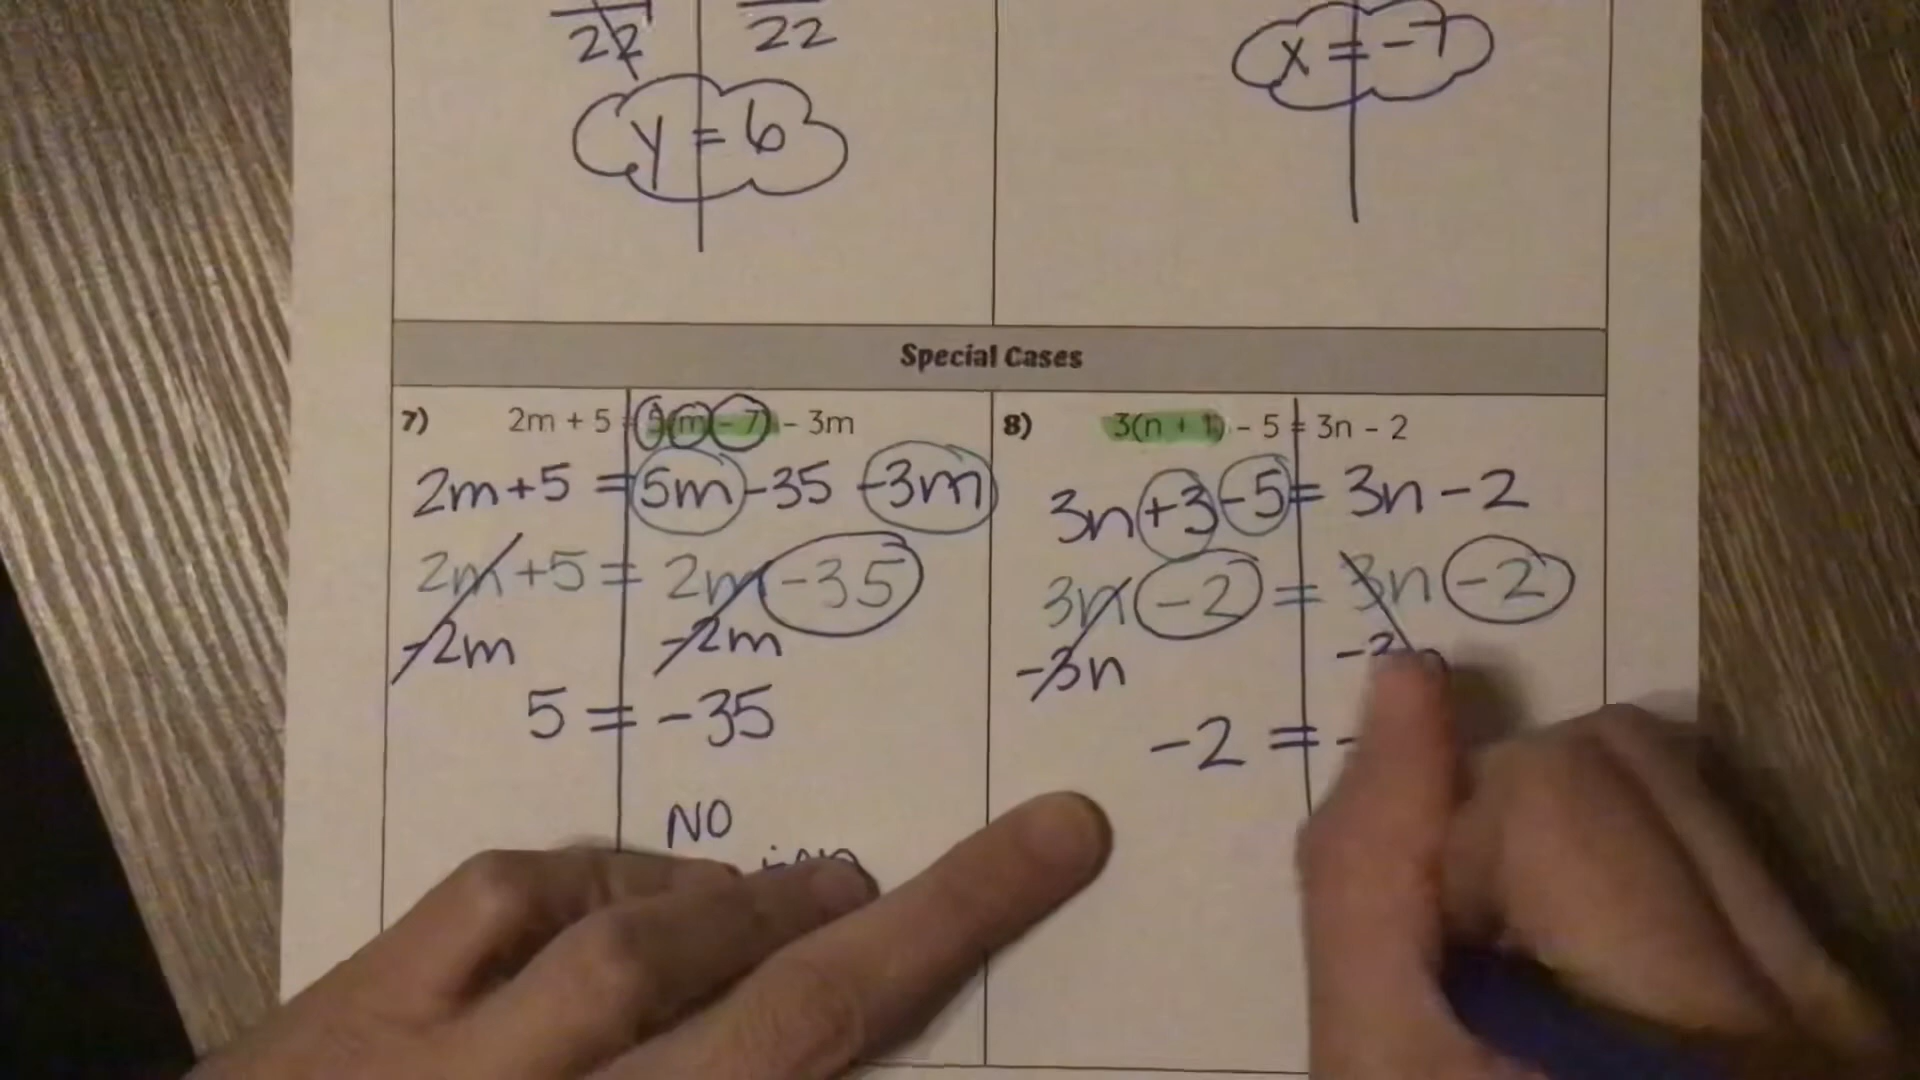 22 22
y = 6
x = -7
Special Cases
7) 2m + 5 = 5(m - 7) - 3m
2m+5 = 5m -35 -3m
2m +5 = 2m -35
-2m -2m
5 = -35
NO
8) 3(n + 1) - 5 = 3n - 2
3n +3 -5 = 3n -2
3n -2 = 3n -2
-3n
-2 = -